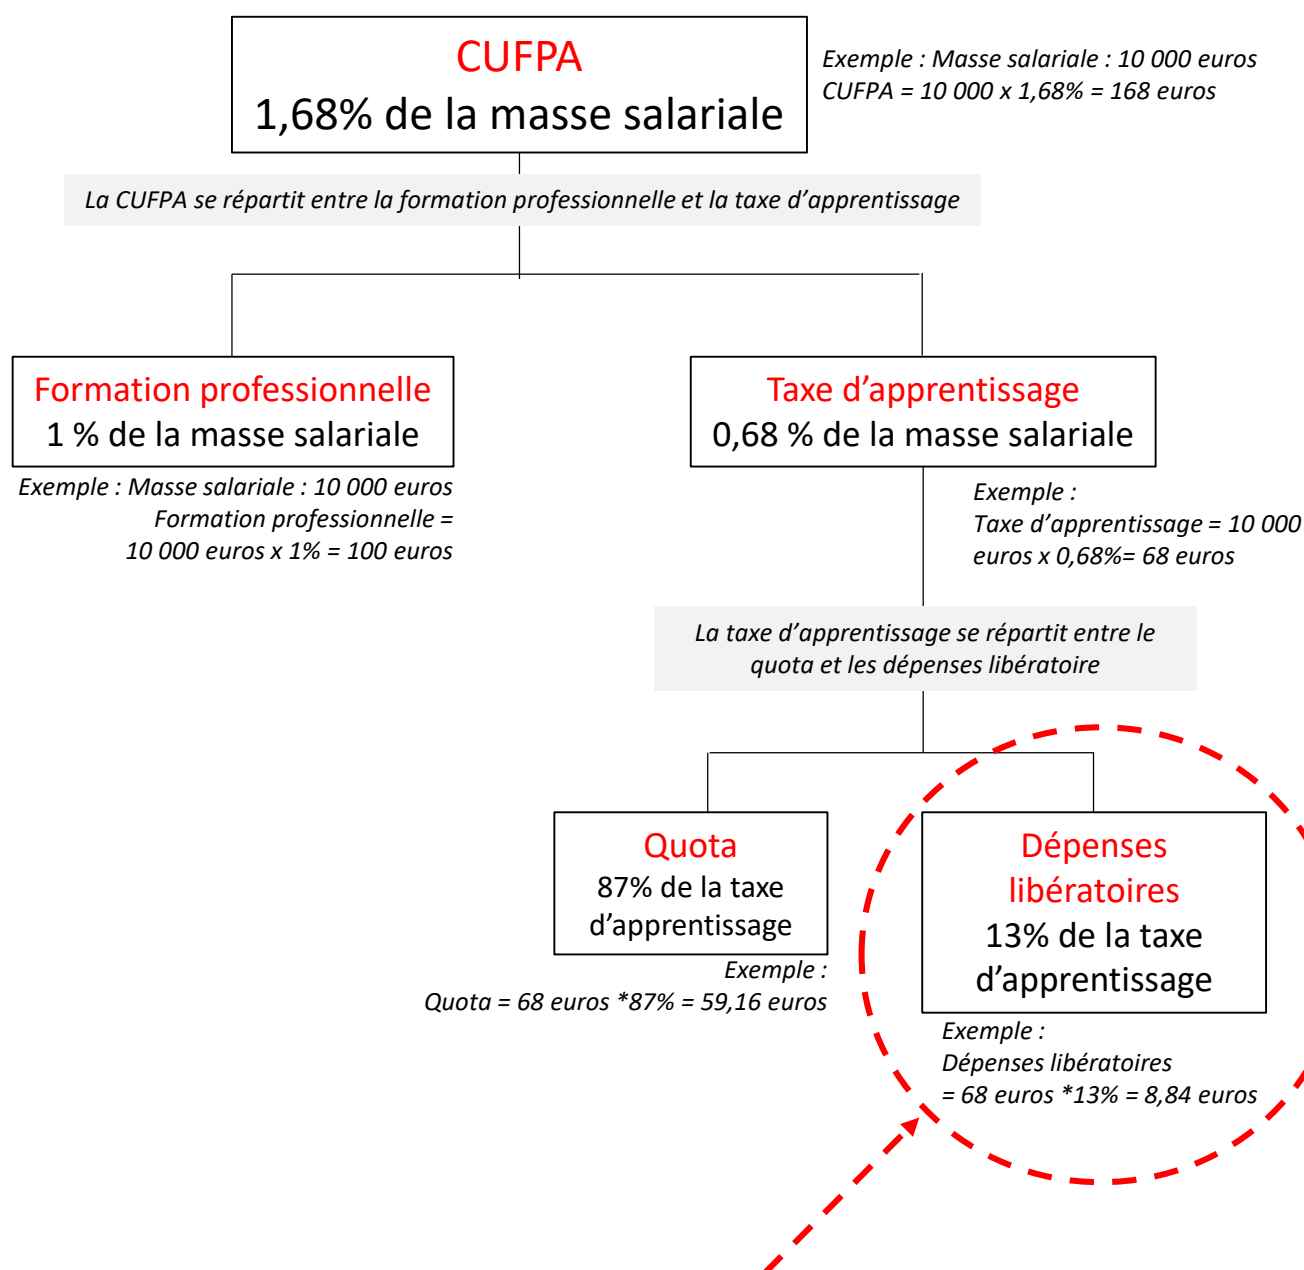 CUFPA
1,68% de la masse salariale
Exemple : Masse salariale : 10 000 euros
CUFPA = 10 000 x 1,68% = 168 euros
La CUFPA se répartit entre la formation professionnelle et la taxe d’apprentissage
Formation professionnelle
1 % de la masse salariale
Exemple : Masse salariale : 10 000 euros
Formation professionnelle =
10 000 euros x 1% = 100 euros
Taxe d’apprentissage
0,68 % de la masse salariale
Exemple :
Taxe d’apprentissage = 10 000
euros x 0,68%= 68 euros
La taxe d’apprentissage se répartit entre le
quota et les dépenses libératoire
Quota
87% de la taxe
d’apprentissage
Exemple :
Quota = 68 euros *87% = 59,16 euros
Dépenses
libératoires
13% de la taxe
d’apprentissage
Exemple :
Dépenses libératoires
= 68 euros *13% = 8,84 euros